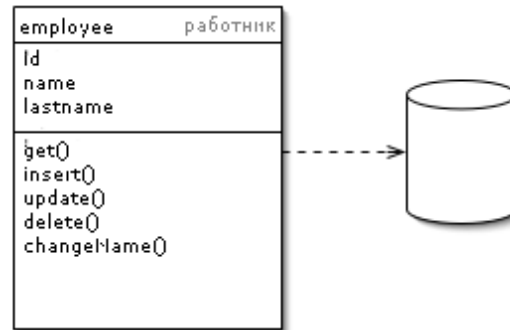 employee работник
Id
name
lastname
get()
insert()
update()
delete()
changeName()